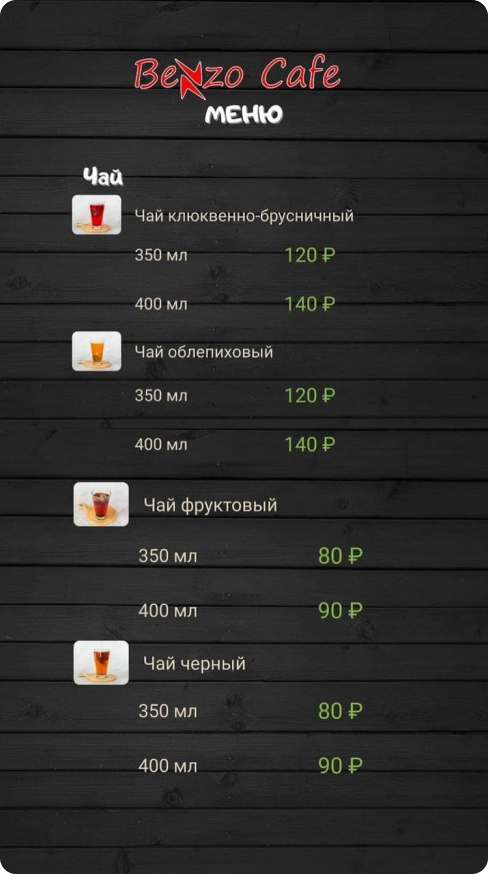 Benzo Cafe
МЕНЮ
Чай
Чай клюквенно-брусничный
350 мл 120 ₽
400 мл 140 ₽
Чай облепиховый
350 мл 120 ₽
400 мл 140 ₽
Чай фруктовый
350 мл 80 ₽
400 мл 90 ₽
Чай черный
350 мл 80 ₽
400 мл 90 ₽